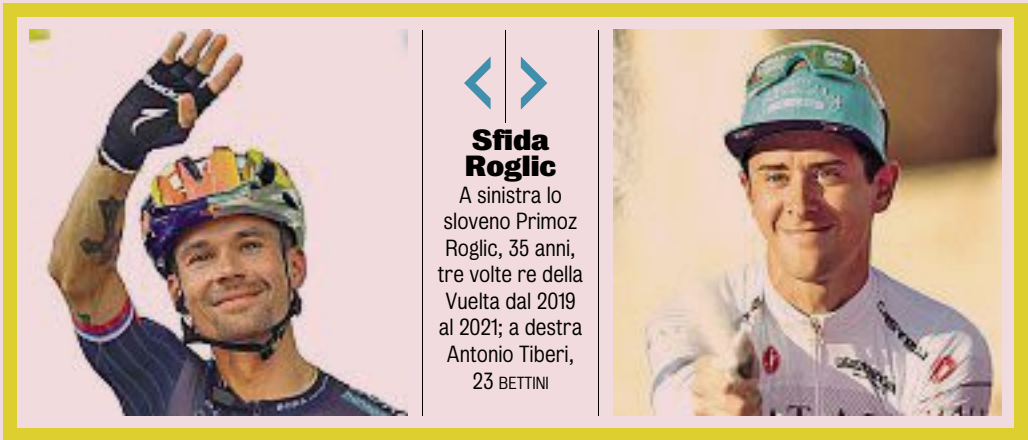 Sfida
Roglic
A sinistra lo
sloveno Primoz
Roglic, 35 anni,
tre volte re della
Vuelta dal 2019
al 2021; a destra
Antonio Tiberi,
23 BETTINI